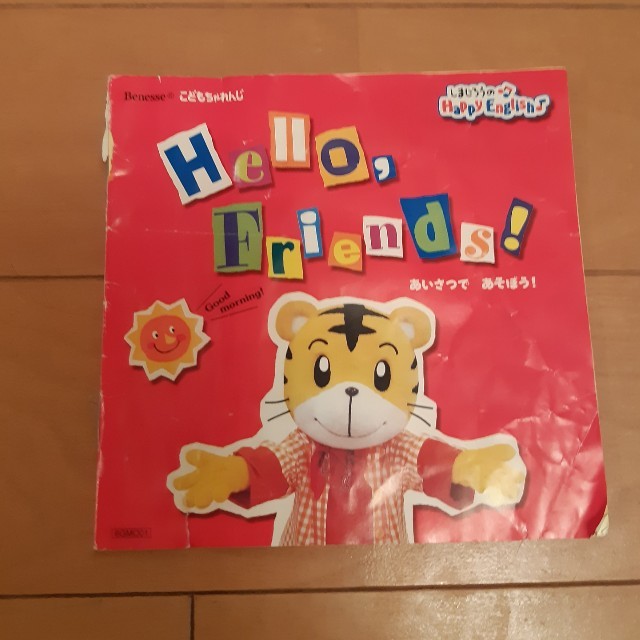 Benesse® こどもちゃれんじ
しまじろうの
Happy English♪
Hello,
Friends!
あいさつで あそぼう!
Good
morning!